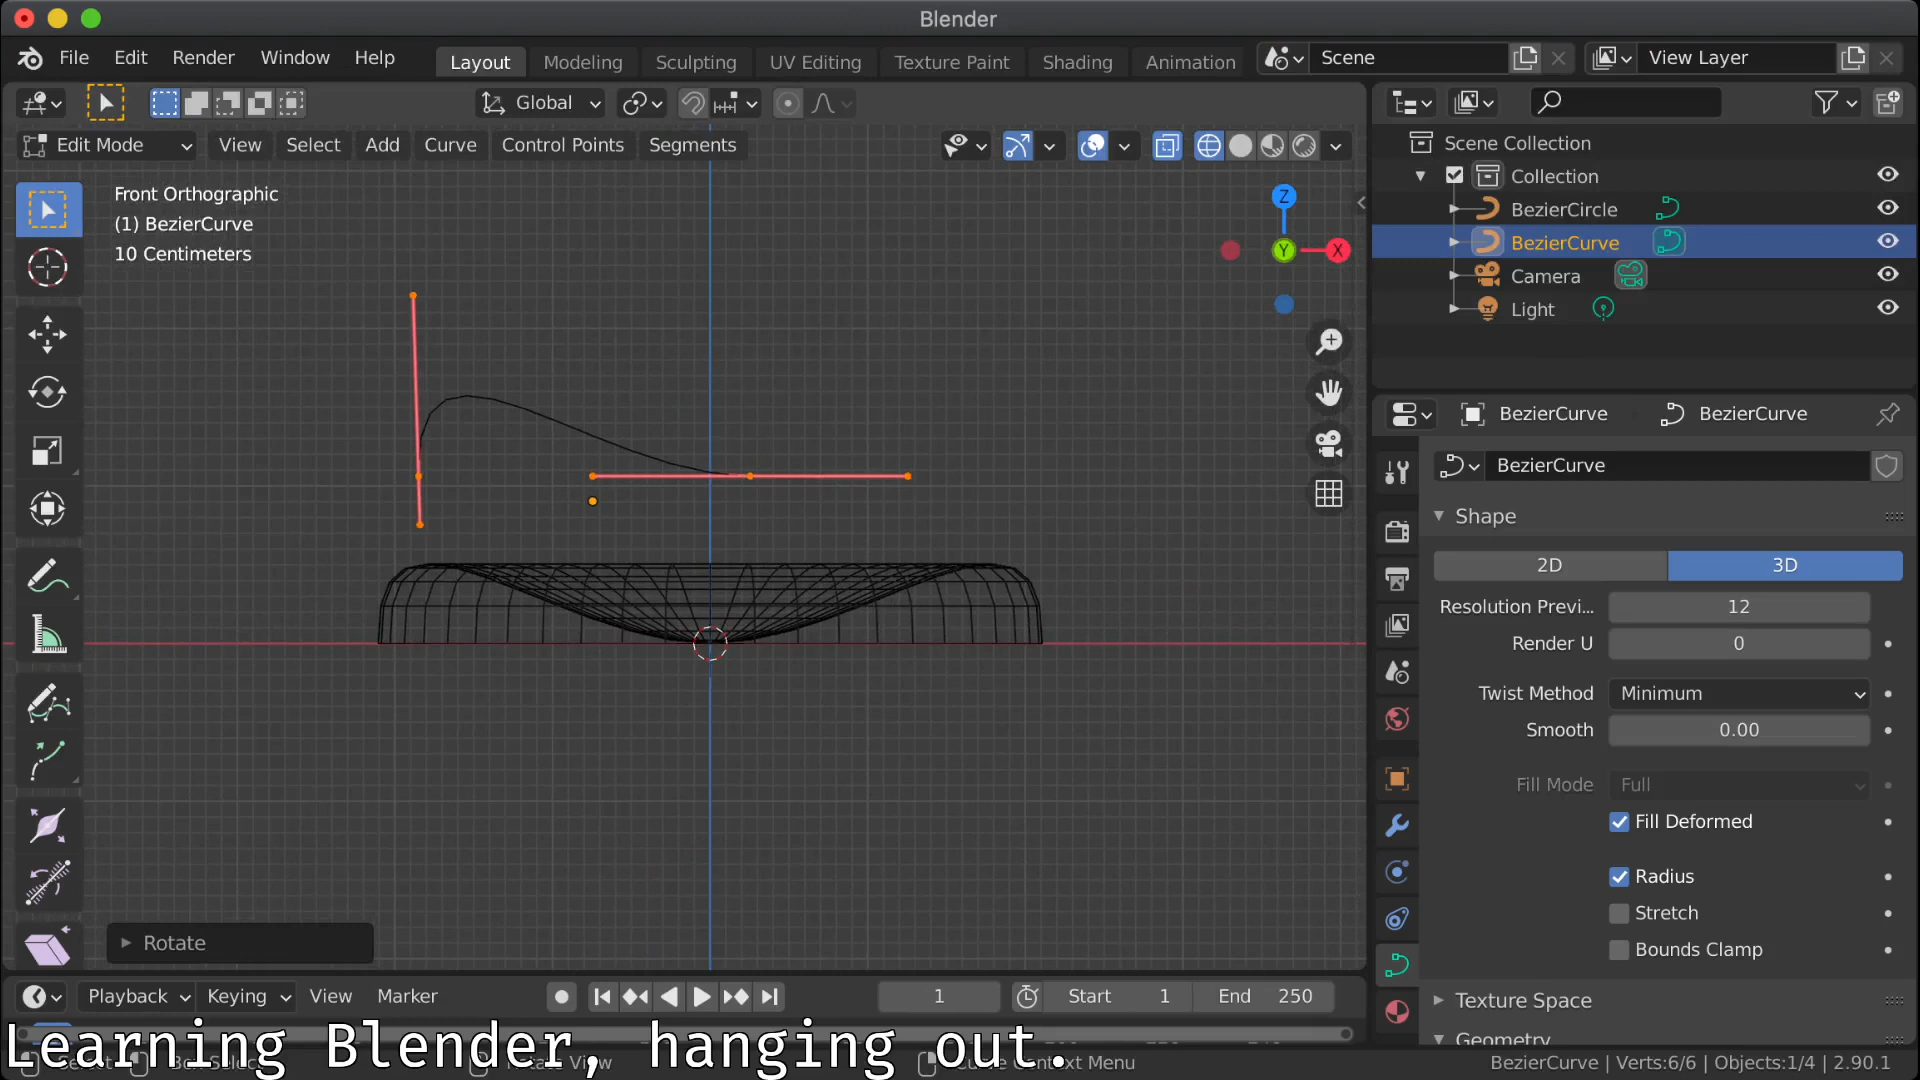 Blender
File Edit Render Window Help
Layout Modeling Sculpting UV Editing Texture Paint Shading Animation
Scene
View Layer
Global
Edit Mode View Select Add Curve Control Points Segments
Front Orthographic
(1) BezierCurve
10 Centimeters
Z
Y
X
Rotate
Scene Collection
Collection
BezierCircle
BezierCurve
Camera
Light
BezierCurve BezierCurve
BezierCurve
Shape
2D 3D
Resolution Previ... 12
Render U 0
Twist Method Minimum
Smooth 0.00
Fill Mode Full
Fill Deformed
Radius
Stretch
Bounds Clamp
Texture Space
Geometry
Playback Keying View Marker
1 Start 1 End 250
Learning Blender, hanging out.
View
Context Menu
BezierCurve | Verts:6/6 | Objects:1/4 | 2.90.1